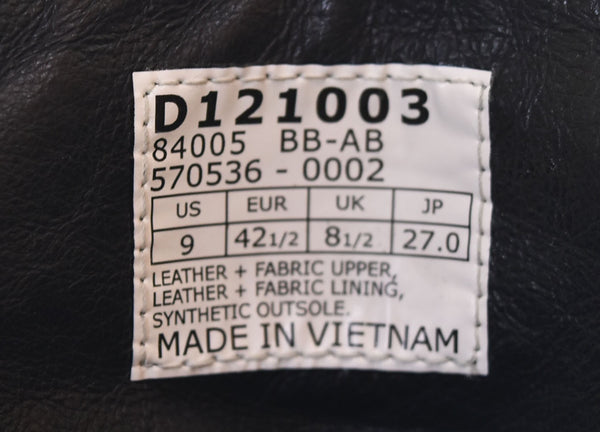 D121003
84005 BB-AB
570536 - 0002
US EUR UK JP
9 42 1/2 8 1/2 27.0
LEATHER + FABRIC UPPER,
LEATHER + FABRIC LINING,
SYNTHETIC OUTSOLE.
MADE IN VIETNAM